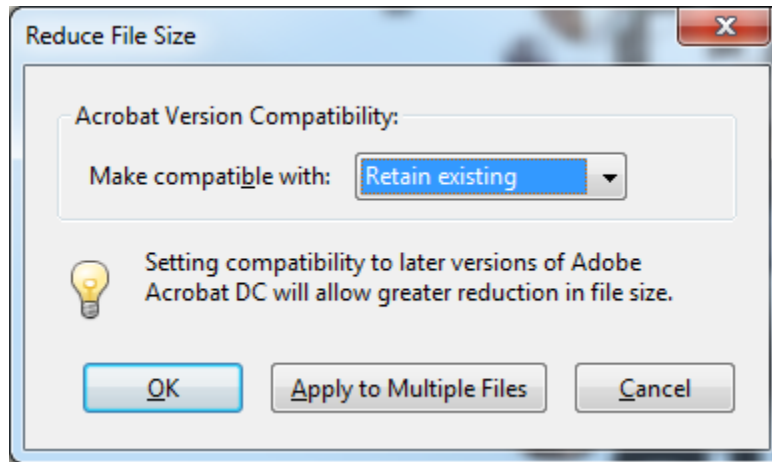 Reduce File Size
Acrobat Version Compatibility:
Make compatible with: Retain existing
Setting compatibility to later versions of Adobe
Acrobat DC will allow greater reduction in file size.
OK Apply to Multiple Files Cancel